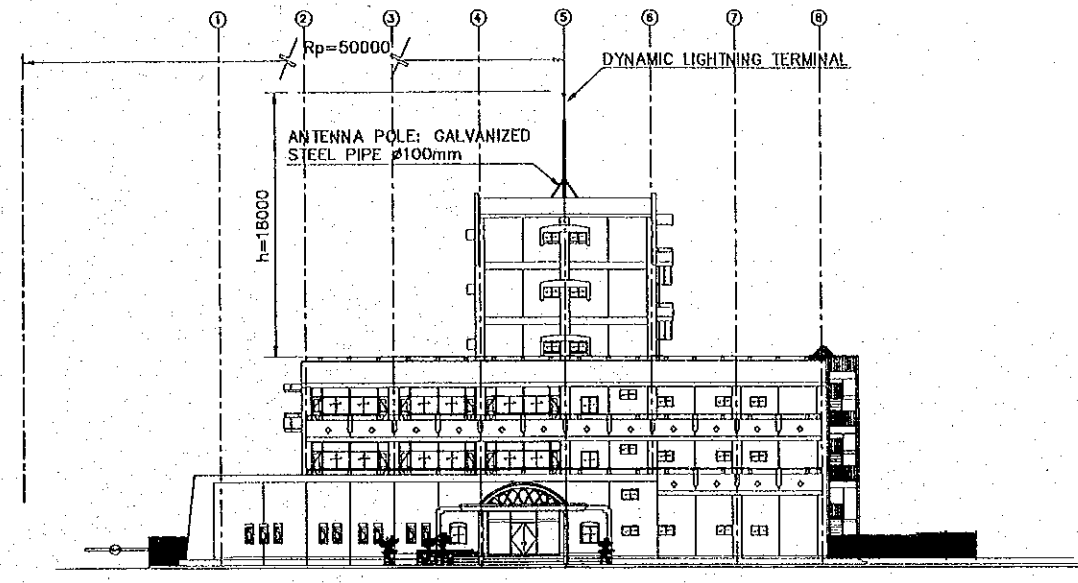 1 2 3 4 5 6 7 8
Rp=50000
DYNAMIC LIGHTNING TERMINAL
ANTENNA POLE: GALVANIZED
STEEL PIPE ø100mm
h=18000